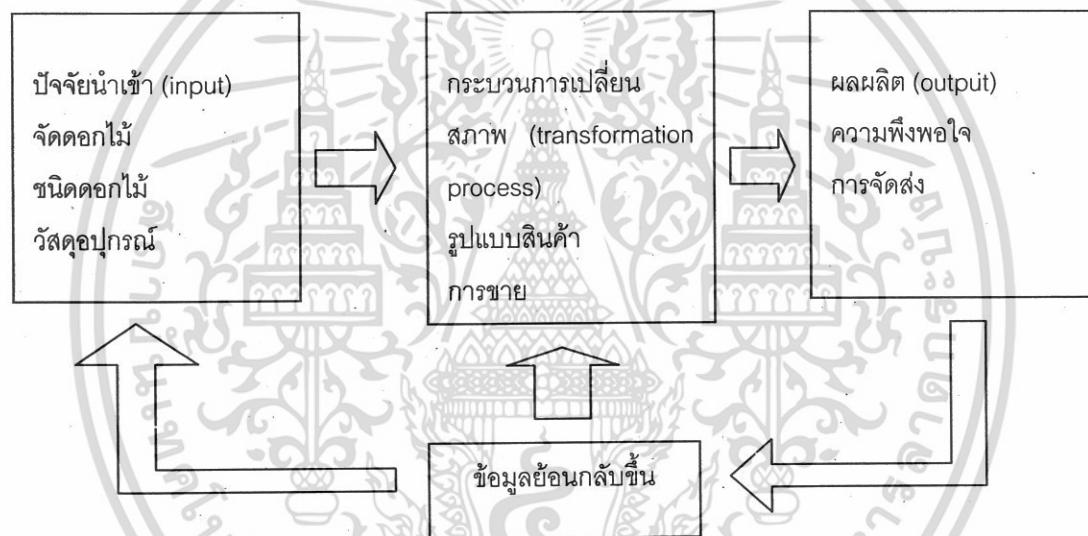 ปัจจัยนำเข้า (input)
จัดดอกไม้
ชนิดดอกไม้
วัสดุอุปกรณ์
กระบวนการเปลี่ยน
สภาพ (transformation
process)
รูปแบบสินค้า
การขาย
ผลผลิต (output)
ความพึงพอใจ
การจัดส่ง
ข้อมูลย้อนกลับขึ้น